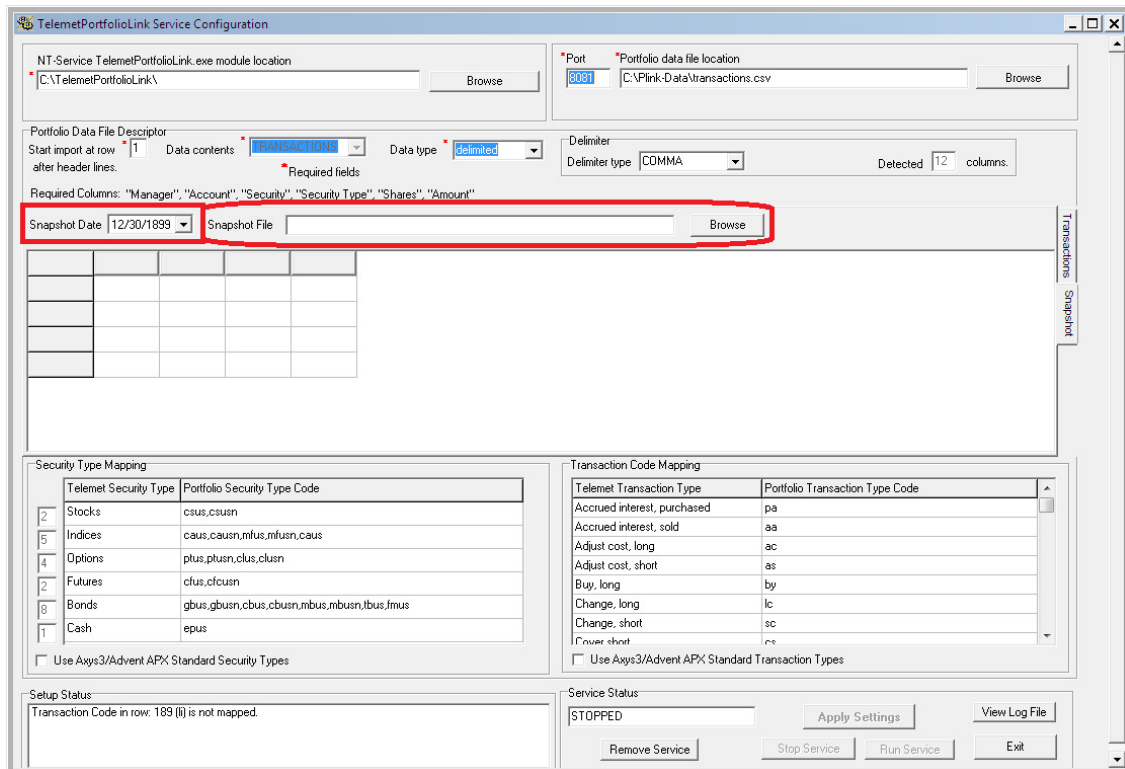 TelemetPortfolioLink Service Configuration
NT-Service TelemetPortfolioLink.exe module location
* C:\TelemetPortfolioLink\
Browse
*Port *Portfolio data file location
8081 C:\Plink-Data\transactions.csv
Browse
Portfolio Data File Descriptor
Start import at row * 1 Data contents * TRANSACTIONS Data type * delimited
after header lines.
*Required fields
Delimiter
Delimiter type COMMA Detected 12 columns.
Required Columns: "Manager", "Account", "Security", "Security Type", "Shares", "Amount"
Snapshot Date 12/30/1899 Snapshot File Browse
Transactions
Snapshot
Security Type Mapping
Telemet Security Type Portfolio Security Type Code
2 Stocks csus,csusn
5 Indices caus,causn,mfus,mfusn,caus
4 Options ptus,ptusn,clus,clusn
2 Futures cfus,cfcusn
8 Bonds gbus,gbusn,cbus,cbusn,mbus,mbusn,tbus,fmus
1 Cash epus
Use Axys3/Advent APX Standard Security Types
Transaction Code Mapping
Telemet Transaction Type Portfolio Transaction Type Code
Accrued interest, purchased pa
Accrued interest, sold aa
Adjust cost, long ac
Adjust cost, short as
Buy, long by
Change, long lc
Change, short sc
Cover short cs
Use Axys3/Advent APX Standard Transaction Types
Setup Status
Transaction Code in row: 189 (li) is not mapped.
Service Status
STOPPED
Apply Settings
View Log File
Remove Service
Stop Service
Run Service
Exit